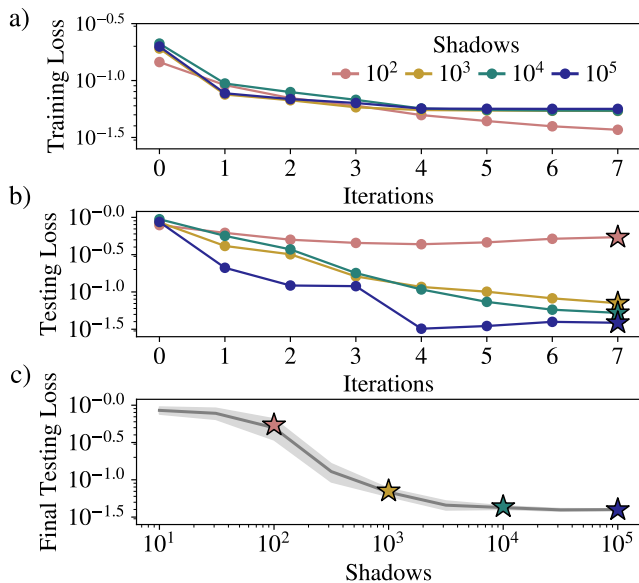 a)
Training Loss
10^−0.5
10^−1.0
10^−1.5
Shadows
10^2 10^3 10^4 10^5
0 1 2 3 4 5 6 7
Iterations
b)
Testing Loss
10^−0.0
10^−0.5
10^−1.0
10^−1.5
0 1 2 3 4 5 6 7
Iterations
c)
Final Testing Loss
10^−0.0
10^−0.5
10^−1.0
10^−1.5
10^1 10^2 10^3 10^4 10^5
Shadows